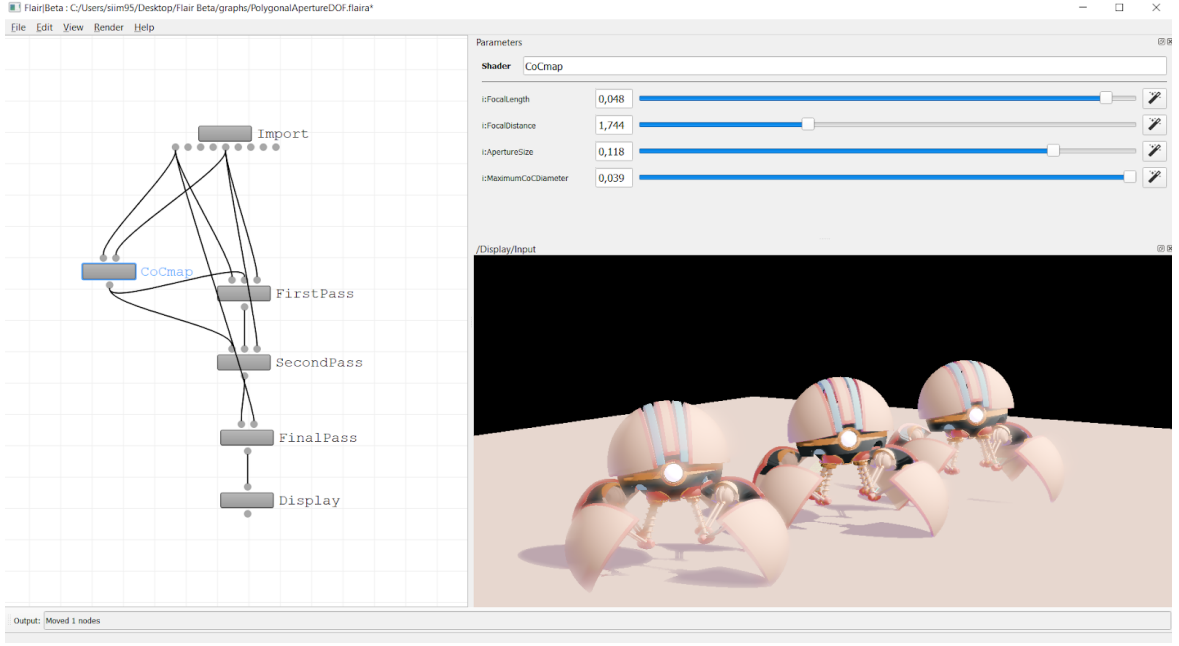 Flair|Beta : C:/Users/siim95/Desktop/Flair Beta/graphs/PolygonalApertureDOF.flaira*
File Edit View Render Help
Import
CoCmap
FirstPass
SecondPass
FinalPass
Display
Parameters
Shader CoCmap
i:FocalLength 0,048
i:FocalDistance 1,744
i:ApertureSize 0,118
i:MaximumCoCDiameter 0,039
/Display/Input
Output: Moved 1 nodes